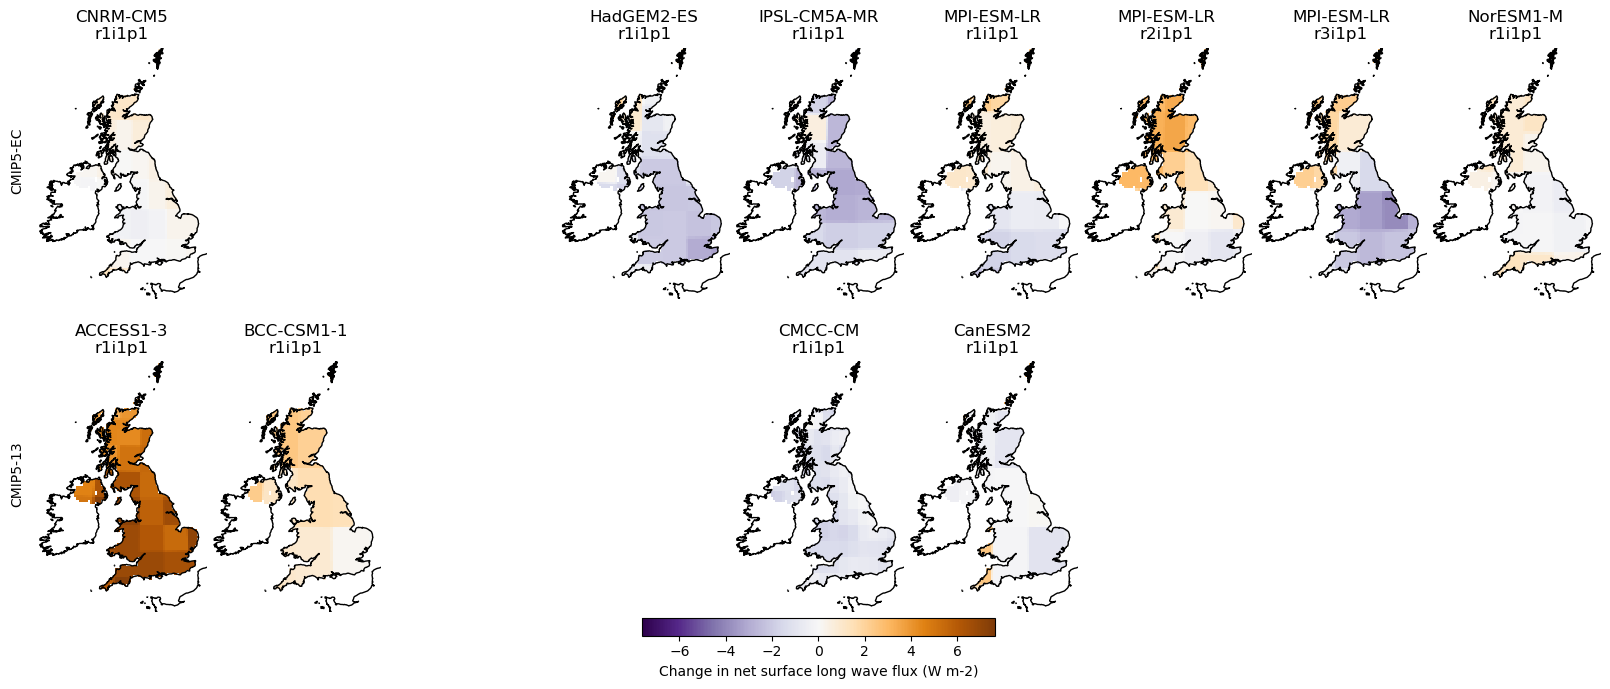 CNRM-CM5
r1i1p1
HadGEM2-ES
r1i1p1
IPSL-CM5A-MR
r1i1p1
MPI-ESM-LR
r1i1p1
MPI-ESM-LR
r2i1p1
MPI-ESM-LR
r3i1p1
NorESM1-M
r1i1p1
CMIP5-EC
ACCESS1-3
r1i1p1
BCC-CSM1-1
r1i1p1
CMCC-CM
r1i1p1
CanESM2
r1i1p1
CMIP5-13
−6 −4 −2 0 2 4 6
Change in net surface long wave flux (W m-2)